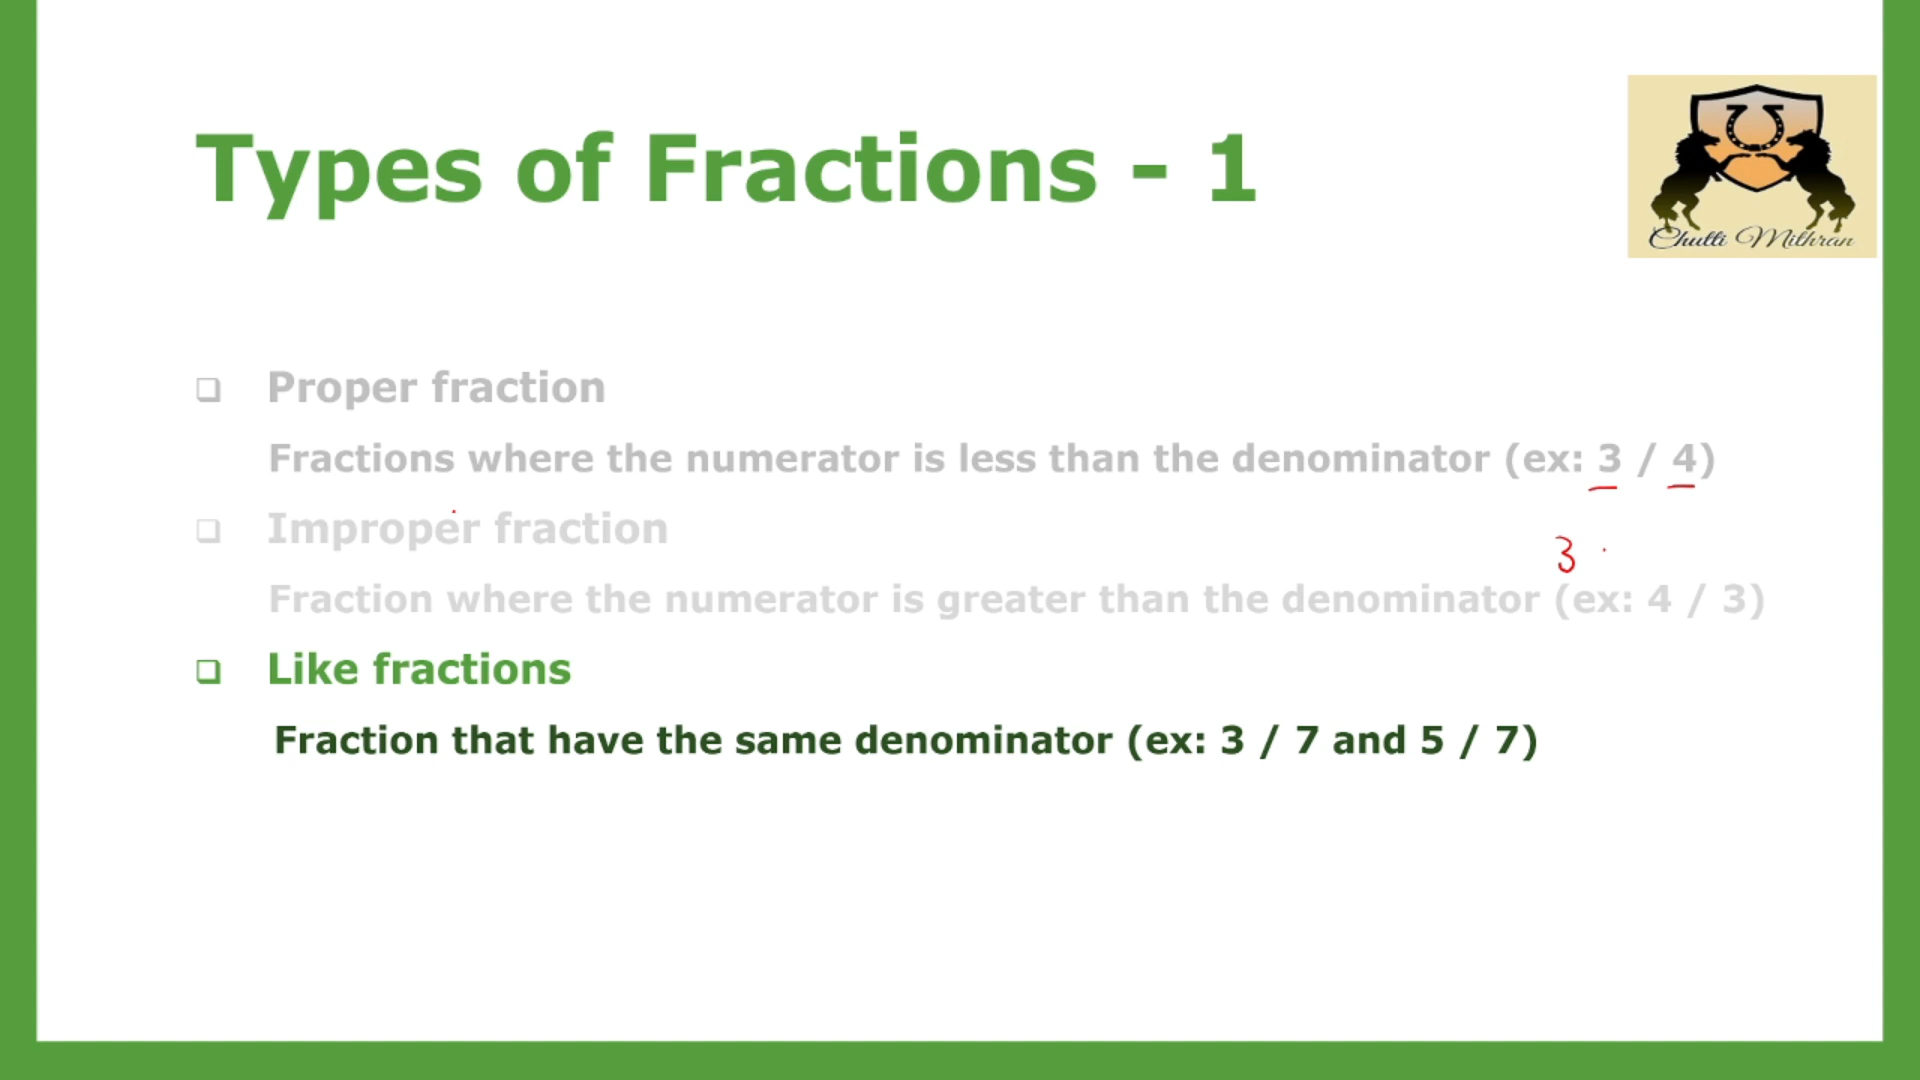 Types of Fractions - 1
Chutti Mithran
Proper fraction
Fractions where the numerator is less than the denominator (ex: 3 / 4)
Improper fraction
3
Fraction where the numerator is greater than the denominator (ex: 4 / 3)
Like fractions
Fraction that have the same denominator (ex: 3 / 7 and 5 / 7)